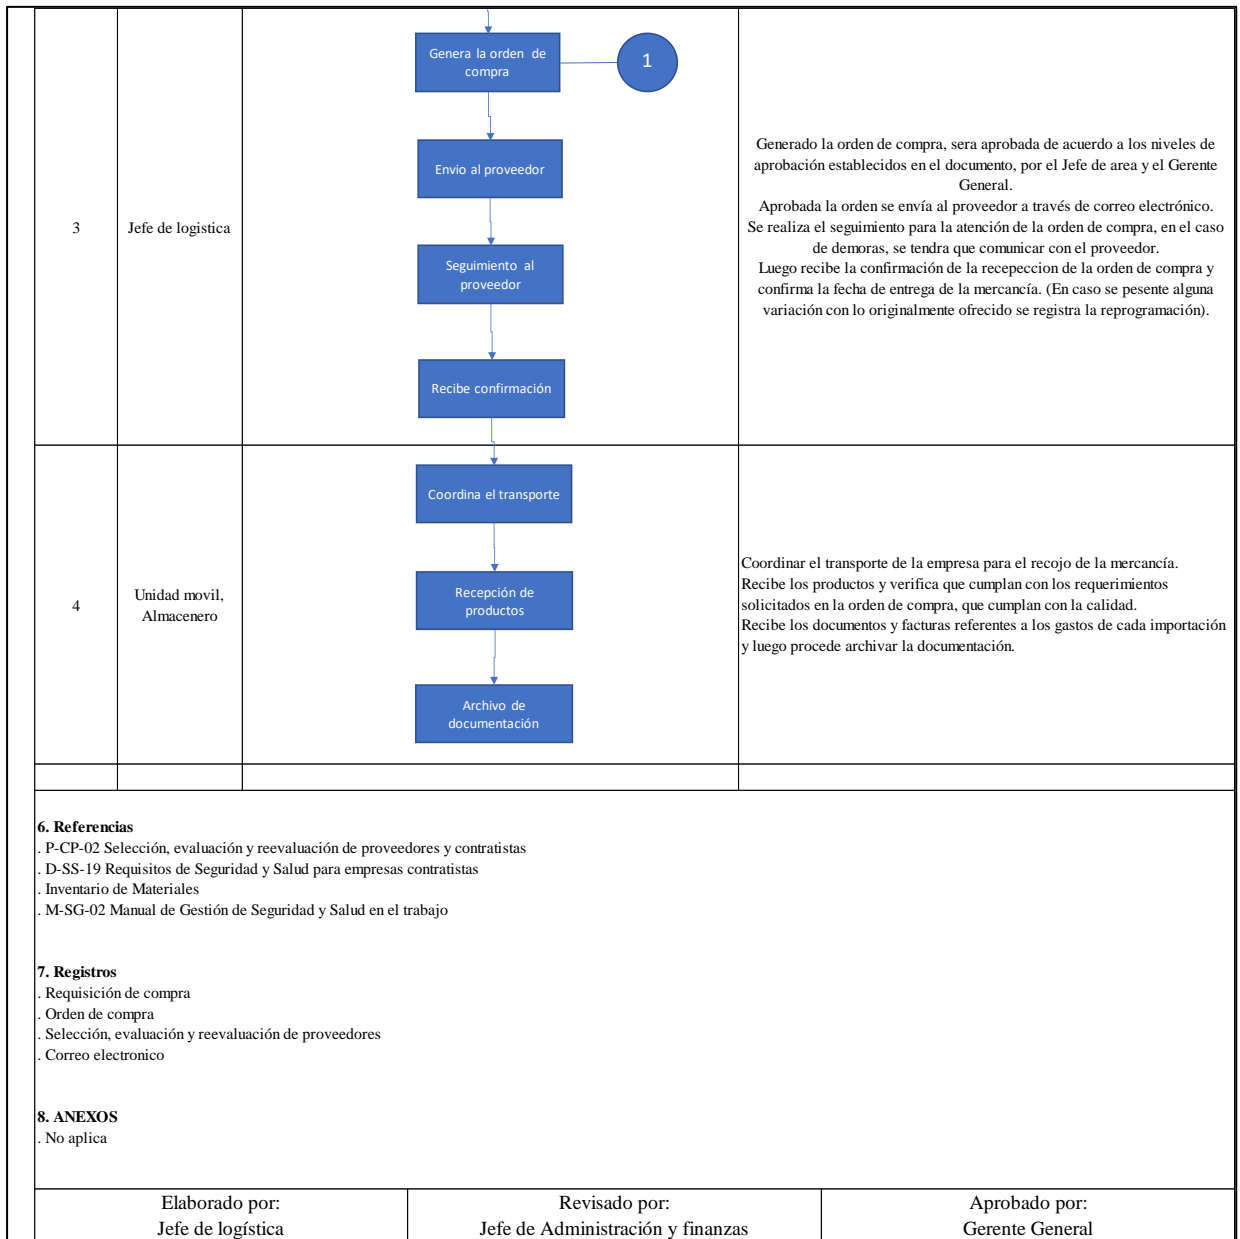 Genera la orden de
compra
1
Envio al proveedor
Seguimiento al
proveedor
Recibe confirmación
3
Jefe de logistica
Generado la orden de compra, sera aprobada de acuerdo a los niveles de
aprobación establecidos en el documento, por el Jefe de area y el Gerente
General.
Aprobada la orden se envía al proveedor a través de correo electrónico.
Se realiza el seguimiento para la atención de la orden de compra, en el caso
de demoras, se tendra que comunicar con el proveedor.
Luego recibe la confirmación de la recepeccion de la orden de compra y
confirma la fecha de entrega de la mercancía. (En caso se pesente alguna
variación con lo originalmente ofrecido se registra la reprogramación).
4
Unidad movil,
Almacenero
Coordina el transporte
Recepción de
productos
Archivo de
documentación
Coordinar el transporte de la empresa para el recojo de la mercancía.
Recibe los productos y verifica que cumplan con los requerimientos
solicitados en la orden de compra, que cumplan con la calidad.
Recibe los documentos y facturas referentes a los gastos de cada importación
y luego procede archivar la documentación.
6. Referencias
. P-CP-02 Selección, evaluación y reevaluación de proveedores y contratistas
. D-SS-19 Requisitos de Seguridad y Salud para empresas contratistas
. Inventario de Materiales
. M-SG-02 Manual de Gestión de Seguridad y Salud en el trabajo
7. Registros
. Requisición de compra
. Orden de compra
. Selección, evaluación y reevaluación de proveedores
. Correo electronico
8. ANEXOS
. No aplica
Elaborado por:
Jefe de logística
Revisado por:
Jefe de Administración y finanzas
Aprobado por:
Gerente General